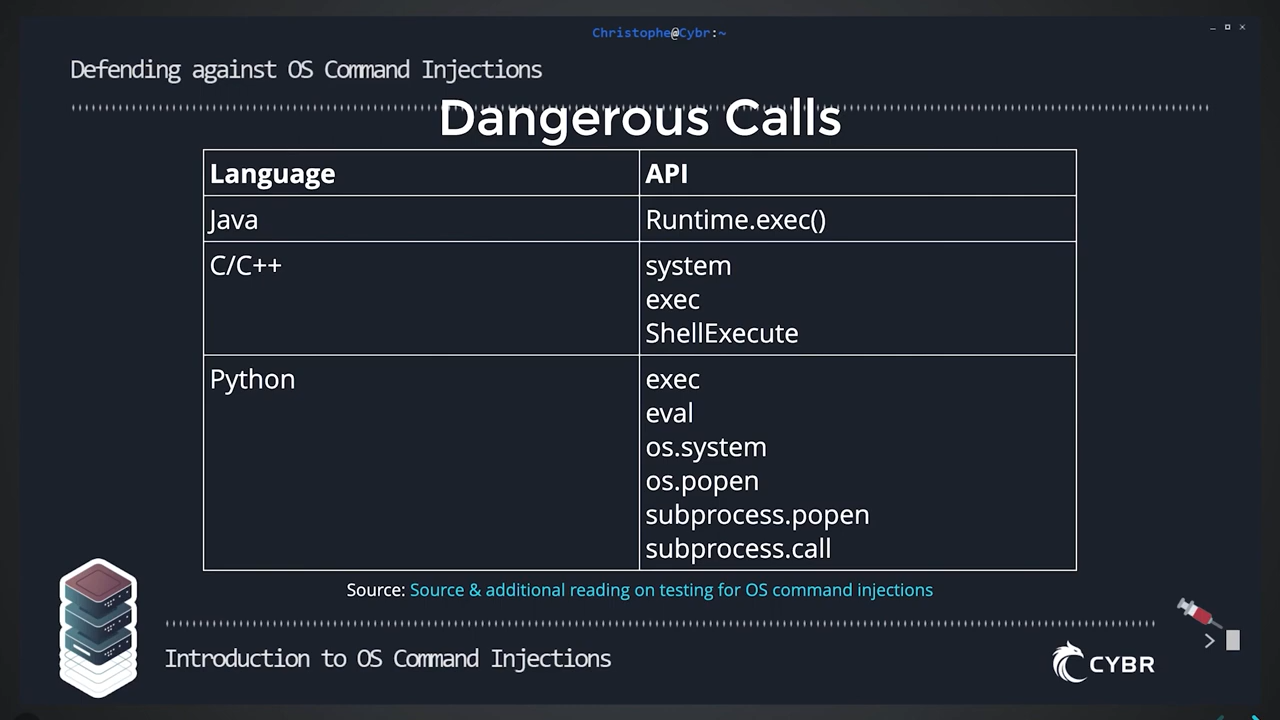 Christophe@Cybr:~
Defending against OS Command Injections
Dangerous Calls
Language API
Java Runtime.exec()
C/C++ system
exec
ShellExecute
Python exec
eval
os.system
os.popen
subprocess.popen
subprocess.call
Source: Source & additional reading on testing for OS command injections
Introduction to OS Command Injections
CYBR